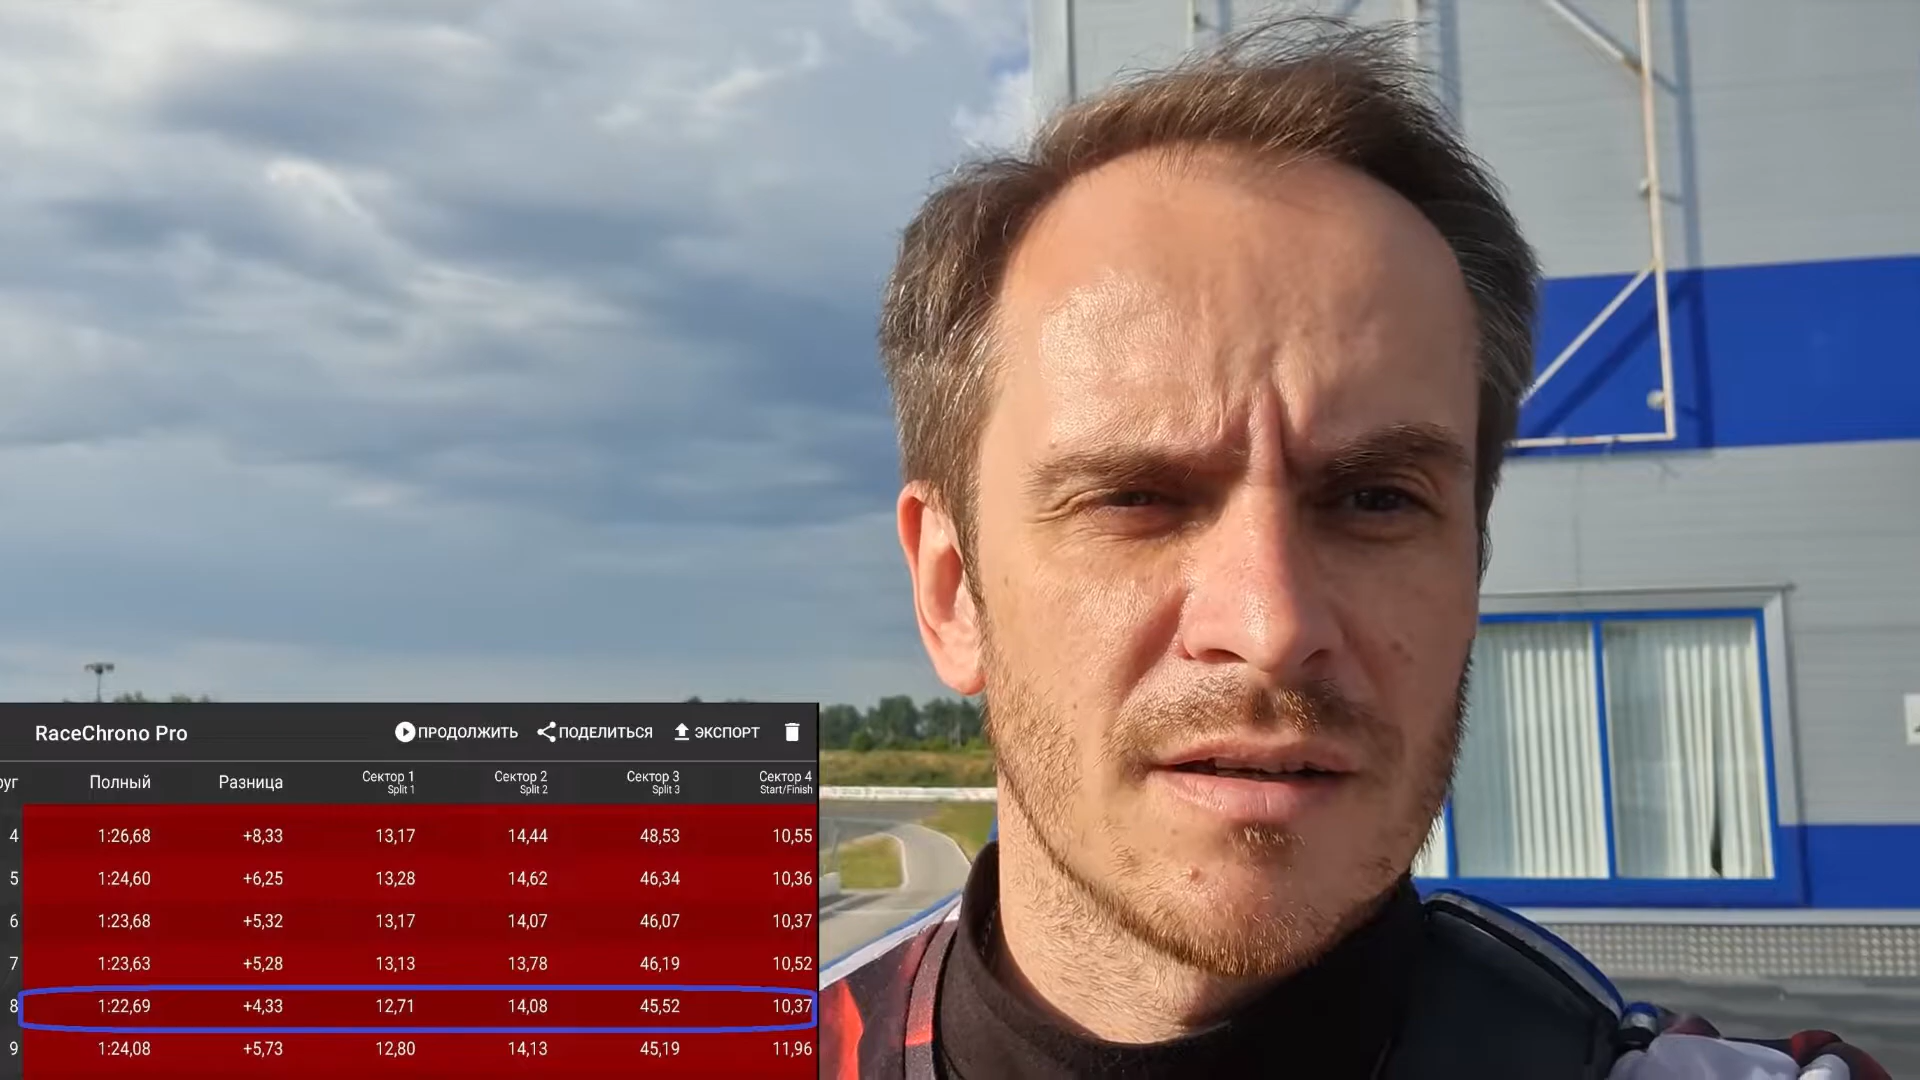 RaceChrono Pro ПРОДОЛЖИТЬ ПОДЕЛИТЬСЯ ЭКСПОРТ
Полный Разница Сектор 1 Сектор 2 Сектор 3 Сектор 4
Split 1 Split 2 Split 3 Start/Finish
4 1:26,68 +8,33 13,17 14,44 48,53 10,55
5 1:24,60 +6,25 13,28 14,62 46,34 10,36
6 1:23,68 +5,32 13,17 14,07 46,07 10,37
7 1:23,63 +5,28 13,13 13,78 46,19 10,52
8 1:22,69 +4,33 12,71 14,08 45,52 10,37
9 1:24,08 +5,73 12,80 14,13 45,19 11,96